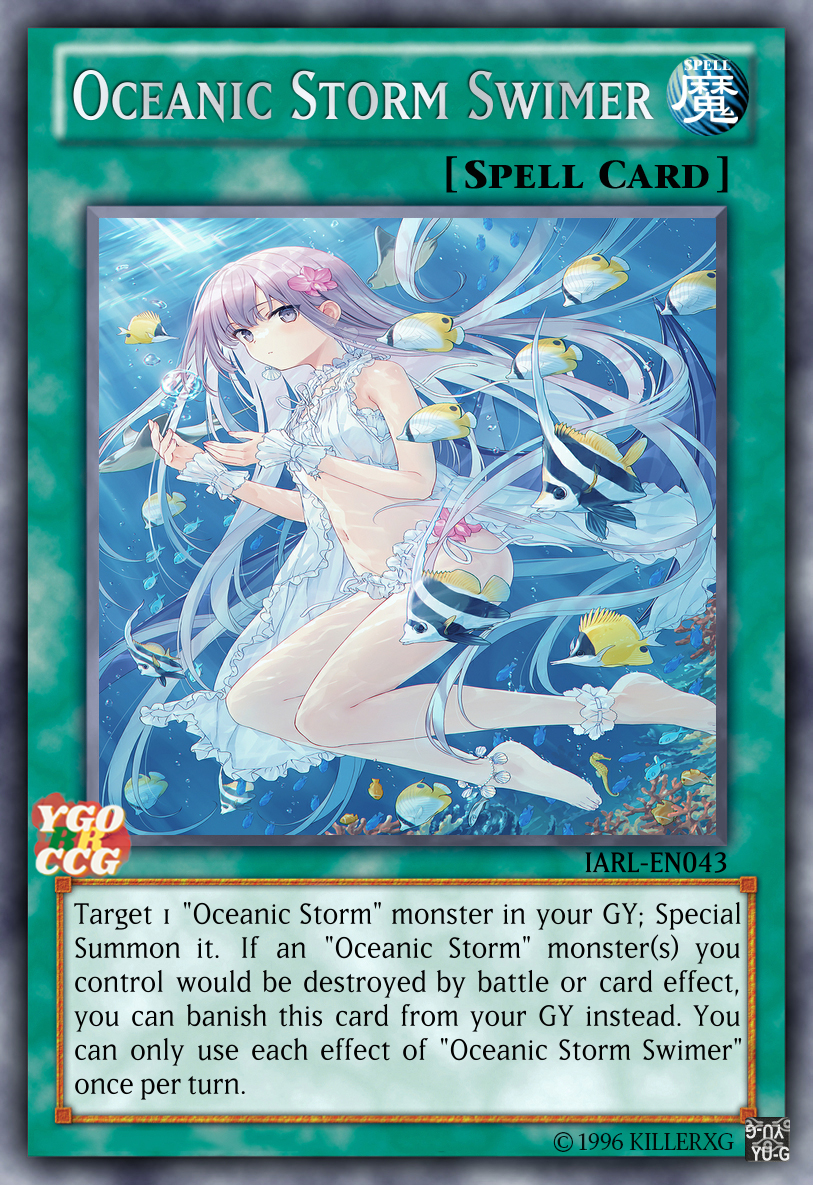 Oceanic Storm Swimer
SPELL
魔
[Spell Card]
YGO
RR
CCG
IARL-EN043
Target 1 "Oceanic Storm" monster in your GY; Special
Summon it. If an "Oceanic Storm" monster(s) you
control would be destroyed by battle or card effect,
you can banish this card from your GY instead. You
can only use each effect of "Oceanic Storm Swimer"
once per turn.
© 1996 KILLERXG
YU-G